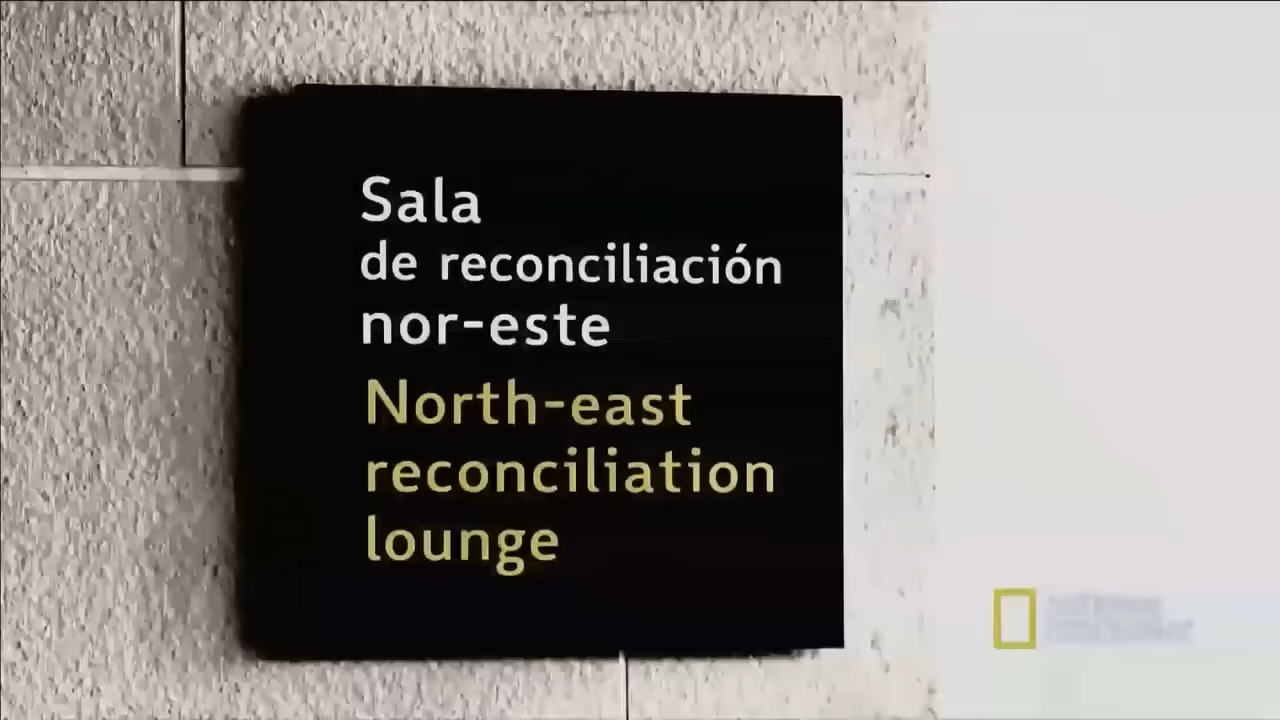 Sala
de reconciliación
nor-este
North-east
reconciliation
lounge